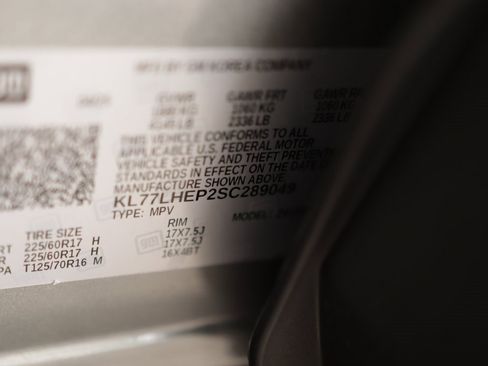 MFD BY GM KOREA COMPANY
GVWR GAWR FRT GAWR RR
1060 KG 1060 KG
2336 LB 2336 LB
THIS VEHICLE CONFORMS TO ALL
APPLICABLE U.S. FEDERAL MOTOR
VEHICLE SAFETY AND THEFT PREVENTION
STANDARDS IN EFFECT ON THE DATE OF
MANUFACTURE SHOWN ABOVE.
KL77LHEP2SC289049
TYPE: MPV MODEL:
TIRE SIZE RIM
RT 225/60R17 H 17X7.5J
R 225/60R17 H 17X7.5J
PA T125/70R16 M 16X4BT
gm